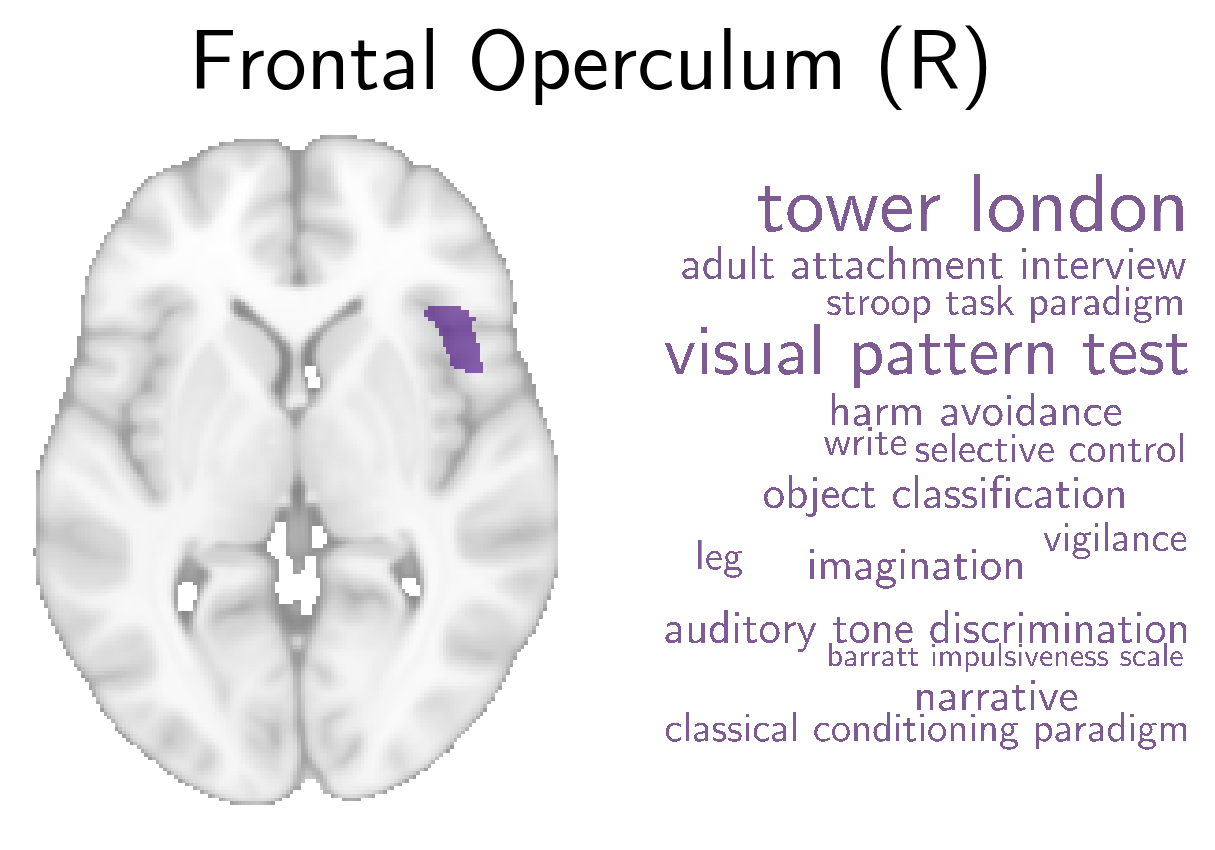 Frontal Operculum (R)
tower london
adult attachment interview
stroop task paradigm
visual pattern test
harm avoidance
write selective control
object classification
vigilance
leg imagination
auditory tone discrimination
barratt impulsiveness scale
narrative
classical conditioning paradigm